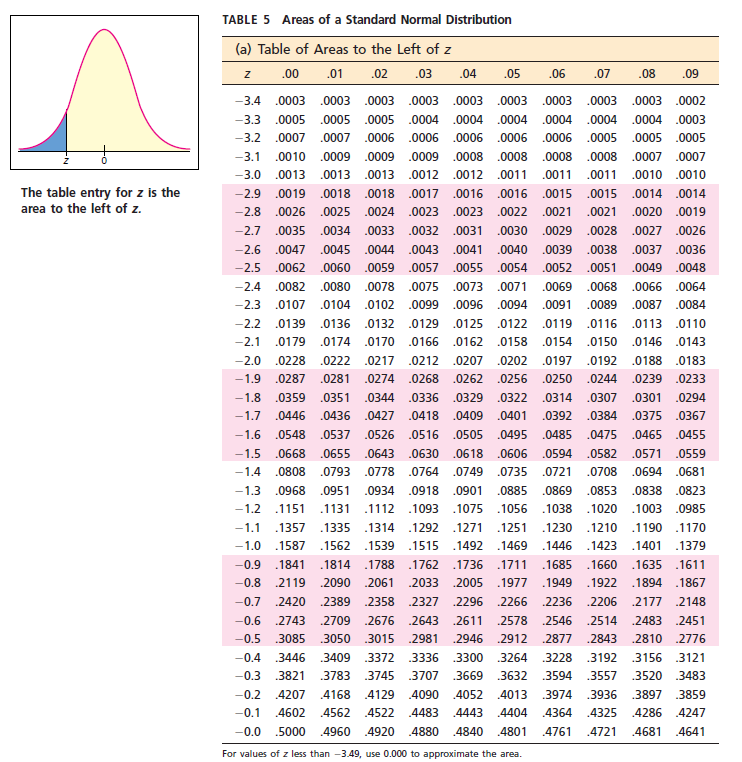 TABLE 5 Areas of a Standard Normal Distribution
(a) Table of Areas to the Left of z
z .00 .01 .02 .03 .04 .05 .06 .07 .08 .09
−3.4 .0003 .0003 .0003 .0003 .0003 .0003 .0003 .0003 .0003 .0002
−3.3 .0005 .0005 .0005 .0004 .0004 .0004 .0004 .0004 .0004 .0003
−3.2 .0007 .0007 .0006 .0006 .0006 .0006 .0006 .0005 .0005 .0005
−3.1 .0010 .0009 .0009 .0009 .0008 .0008 .0008 .0008 .0007 .0007
−3.0 .0013 .0013 .0013 .0012 .0012 .0011 .0011 .0011 .0010 .0010
−2.9 .0019 .0018 .0018 .0017 .0016 .0016 .0015 .0015 .0014 .0014
−2.8 .0026 .0025 .0024 .0023 .0023 .0022 .0021 .0021 .0020 .0019
−2.7 .0035 .0034 .0033 .0032 .0031 .0030 .0029 .0028 .0027 .0026
−2.6 .0047 .0045 .0044 .0043 .0041 .0040 .0039 .0038 .0037 .0036
−2.5 .0062 .0060 .0059 .0057 .0055 .0054 .0052 .0051 .0049 .0048
−2.4 .0082 .0080 .0078 .0075 .0073 .0071 .0069 .0068 .0066 .0064
−2.3 .0107 .0104 .0102 .0099 .0096 .0094 .0091 .0089 .0087 .0084
−2.2 .0139 .0136 .0132 .0129 .0125 .0122 .0119 .0116 .0113 .0110
−2.1 .0179 .0174 .0170 .0166 .0162 .0158 .0154 .0150 .0146 .0143
−2.0 .0228 .0222 .0217 .0212 .0207 .0202 .0197 .0192 .0188 .0183
−1.9 .0287 .0281 .0274 .0268 .0262 .0256 .0250 .0244 .0239 .0233
−1.8 .0359 .0351 .0344 .0336 .0329 .0322 .0314 .0307 .0301 .0294
−1.7 .0446 .0436 .0427 .0418 .0409 .0401 .0392 .0384 .0375 .0367
−1.6 .0548 .0537 .0526 .0516 .0505 .0495 .0485 .0475 .0465 .0455
−1.5 .0668 .0655 .0643 .0630 .0618 .0606 .0594 .0582 .0571 .0559
−1.4 .0808 .0793 .0778 .0764 .0749 .0735 .0721 .0708 .0694 .0681
−1.3 .0968 .0951 .0934 .0918 .0901 .0885 .0869 .0853 .0838 .0823
−1.2 .1151 .1131 .1112 .1093 .1075 .1056 .1038 .1020 .1003 .0985
−1.1 .1357 .1335 .1314 .1292 .1271 .1251 .1230 .1210 .1190 .1170
−1.0 .1587 .1562 .1539 .1515 .1492 .1469 .1446 .1423 .1401 .1379
−0.9 .1841 .1814 .1788 .1762 .1736 .1711 .1685 .1660 .1635 .1611
−0.8 .2119 .2090 .2061 .2033 .2005 .1977 .1949 .1922 .1894 .1867
−0.7 .2420 .2389 .2358 .2327 .2296 .2266 .2236 .2206 .2177 .2148
−0.6 .2743 .2709 .2676 .2643 .2611 .2578 .2546 .2514 .2483 .2451
−0.5 .3085 .3050 .3015 .2981 .2946 .2912 .2877 .2843 .2810 .2776
−0.4 .3446 .3409 .3372 .3336 .3300 .3264 .3228 .3192 .3156 .3121
−0.3 .3821 .3783 .3745 .3707 .3669 .3632 .3594 .3557 .3520 .3483
−0.2 .4207 .4168 .4129 .4090 .4052 .4013 .3974 .3936 .3897 .3859
−0.1 .4602 .4562 .4522 .4483 .4443 .4404 .4364 .4325 .4286 .4247
−0.0 .5000 .4960 .4920 .4880 .4840 .4801 .4761 .4721 .4681 .4641
For values of z less than −3.49, use 0.000 to approximate the area.
z 0
The table entry for z is the
area to the left of z.